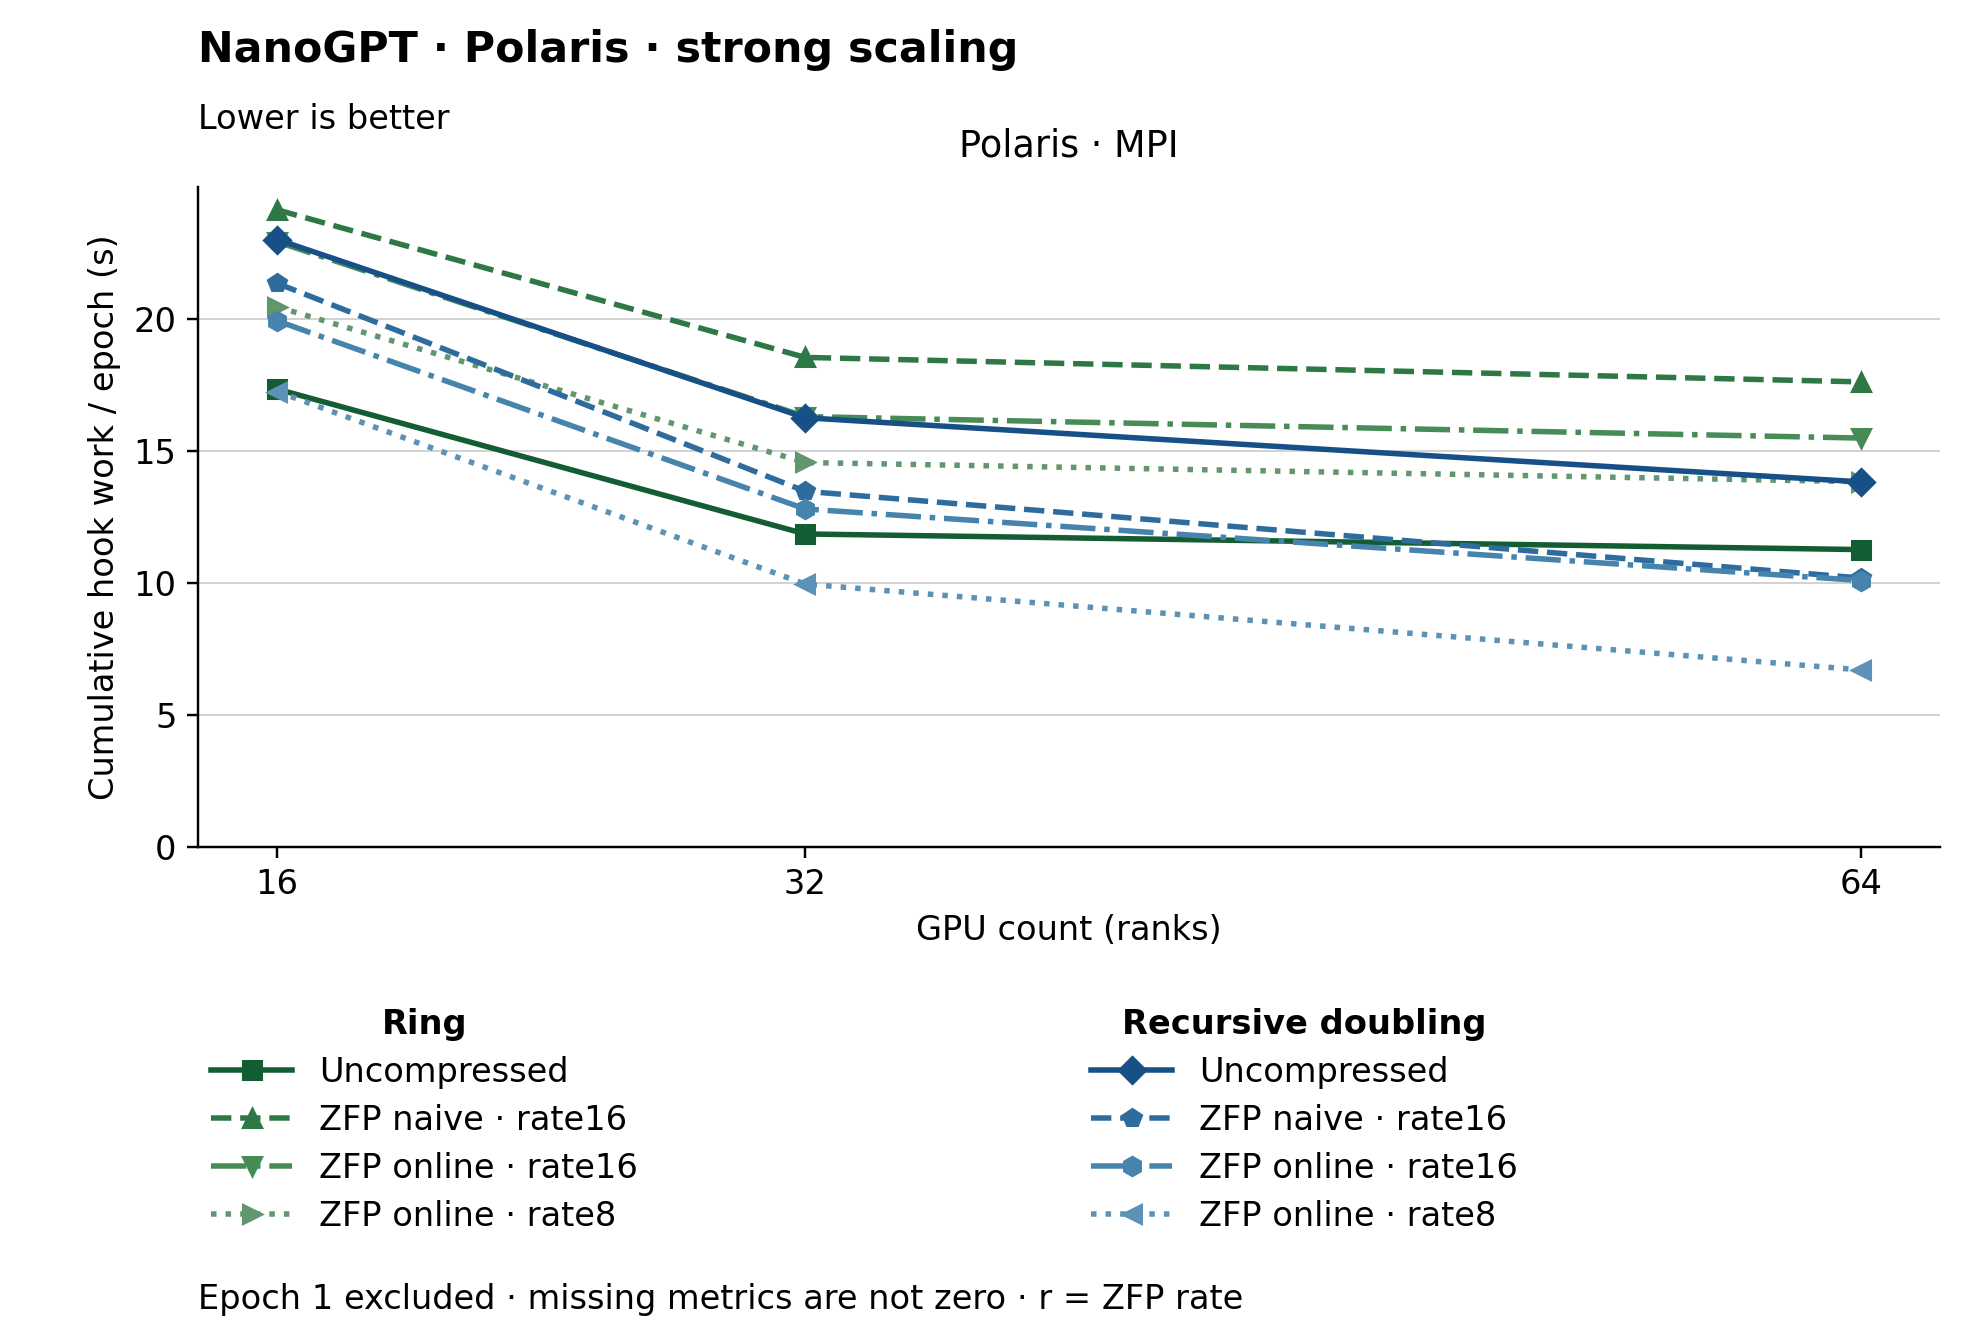 NanoGPT · Polaris · strong scaling
Lower is better
Polaris · MPI
Cumulative hook work / epoch (s)
20
15
10
5
0
16 32 64
GPU count (ranks)
Ring
Uncompressed
ZFP naive · rate16
ZFP online · rate16
ZFP online · rate8
Recursive doubling
Uncompressed
ZFP naive · rate16
ZFP online · rate16
ZFP online · rate8
Epoch 1 excluded · missing metrics are not zero · r = ZFP rate